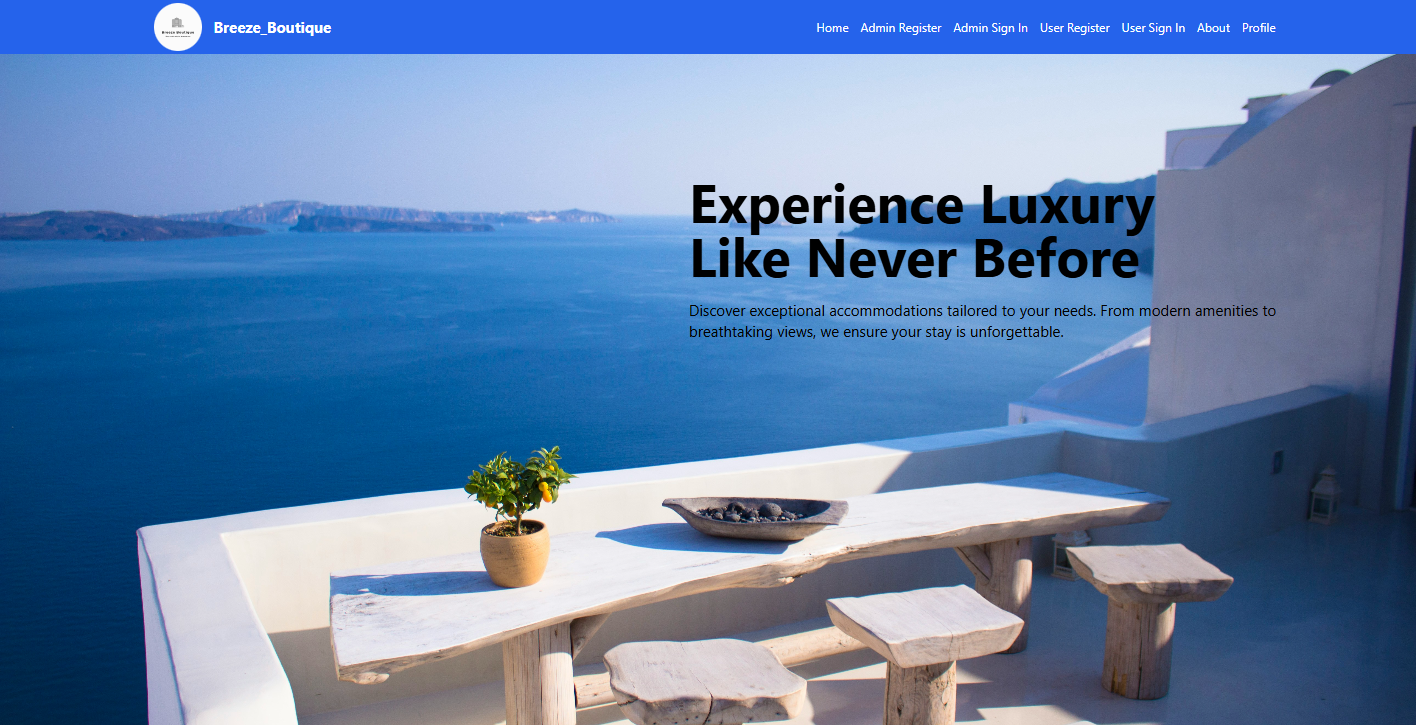 Breeze Boutique
Breeze_Boutique
Home Admin Register Admin Sign In User Register User Sign In About Profile
Experience Luxury
Like Never Before
Discover exceptional accommodations tailored to your needs. From modern amenities to
breathtaking views, we ensure your stay is unforgettable.